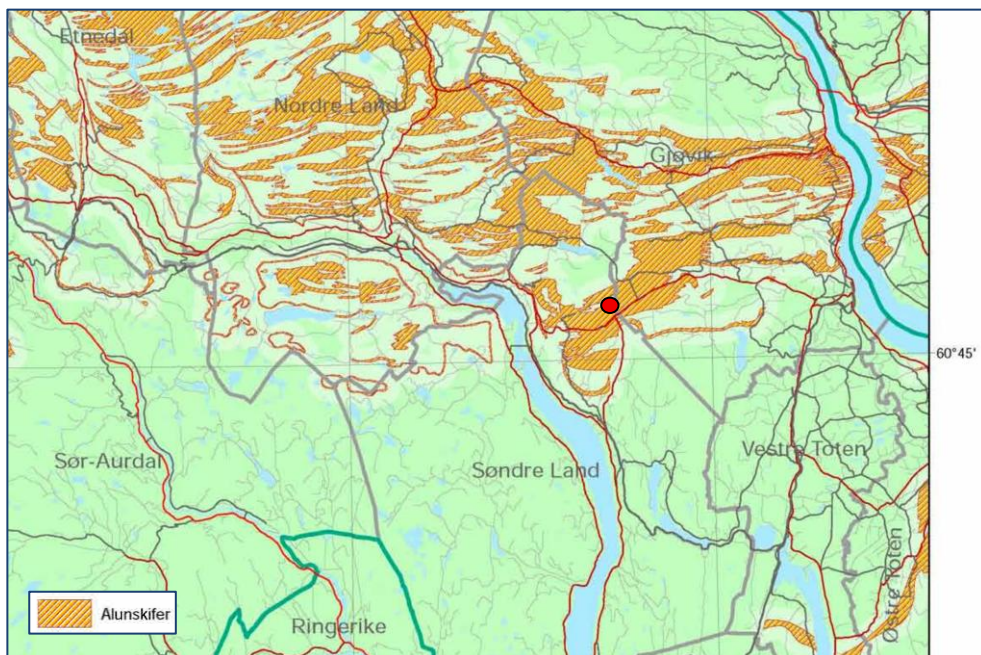 Etnedal
Nordre Land
Gjøvik
60°45'
Vestre Toten
Sør-Aurdal
Søndre Land
Østre Toten
Alunskifer
Ringerike